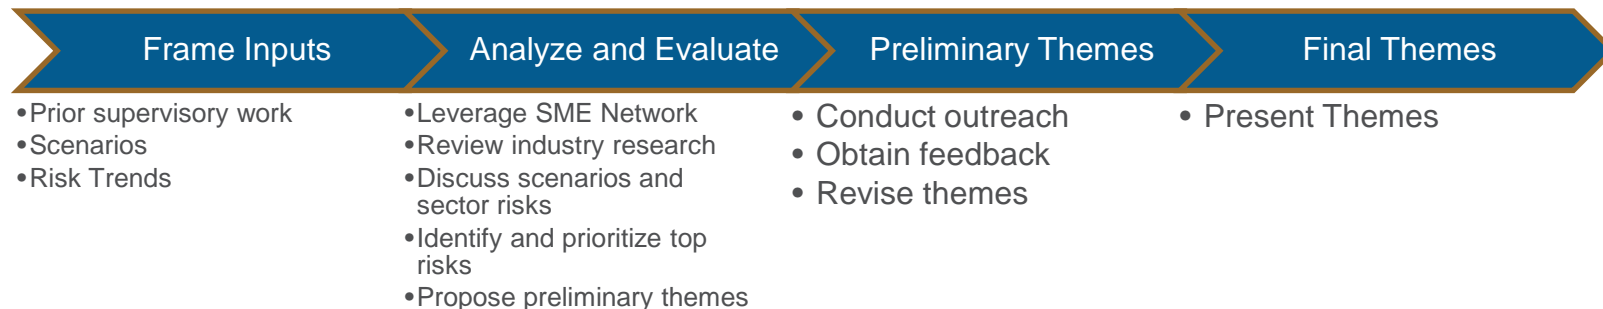 Frame Inputs
•Prior supervisory work
•Scenarios
•Risk Trends
Analyze and Evaluate
•Leverage SME Network
•Review industry research
•Discuss scenarios and
sector risks
•Identify and prioritize top
risks
•Propose preliminary themes
Preliminary Themes
• Conduct outreach
• Obtain feedback
• Revise themes
Final Themes
• Present Themes